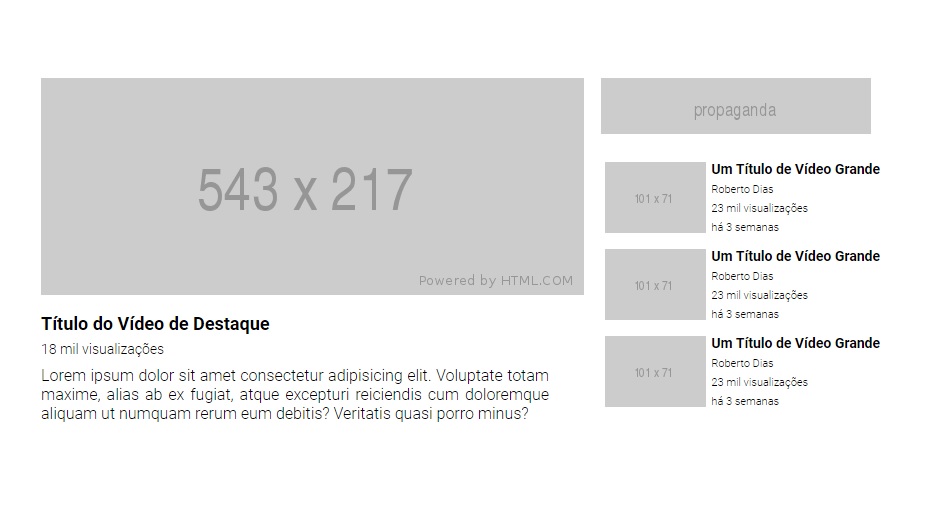 543 x 217
Powered by HTML.COM
Título do Vídeo de Destaque
18 mil visualizações
Lorem ipsum dolor sit amet consectetur adipisicing elit. Voluptate totam
maxime, alias ab ex fugiat, atque excepturi reiciendis cum doloremque
aliquam ut numquam rerum eum debitis? Veritatis quasi porro minus?
propaganda
101 x 71
Um Título de Vídeo Grande
Roberto Dias
23 mil visualizações
há 3 semanas
101 x 71
Um Título de Vídeo Grande
Roberto Dias
23 mil visualizações
há 3 semanas
101 x 71
Um Título de Vídeo Grande
Roberto Dias
23 mil visualizações
há 3 semanas